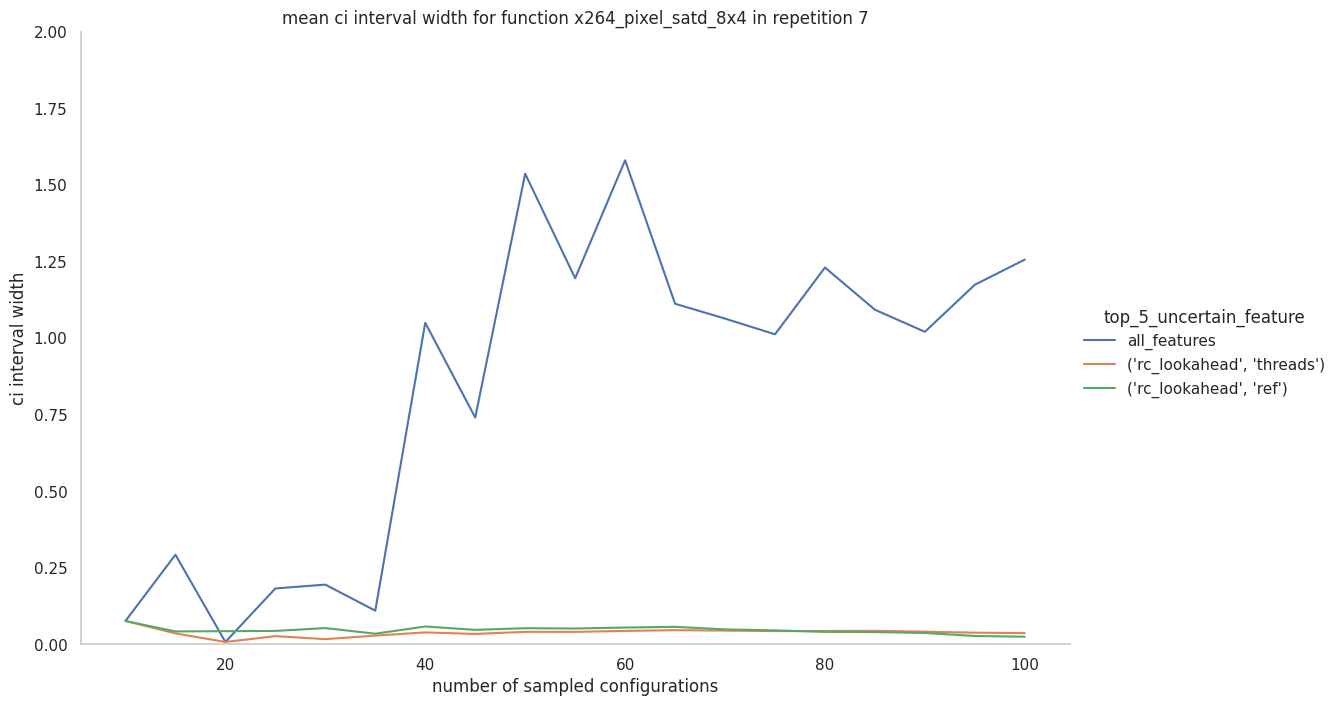 mean ci interval width for function x264_pixel_satd_8x4 in repetition 7
2.00
1.75
1.50
1.25
1.00
0.75
0.50
0.25
0.00
ci interval width
20
40
60
80
100
number of sampled configurations
top_5_uncertain_feature
all_features
('rc_lookahead', 'threads')
('rc_lookahead', 'ref')